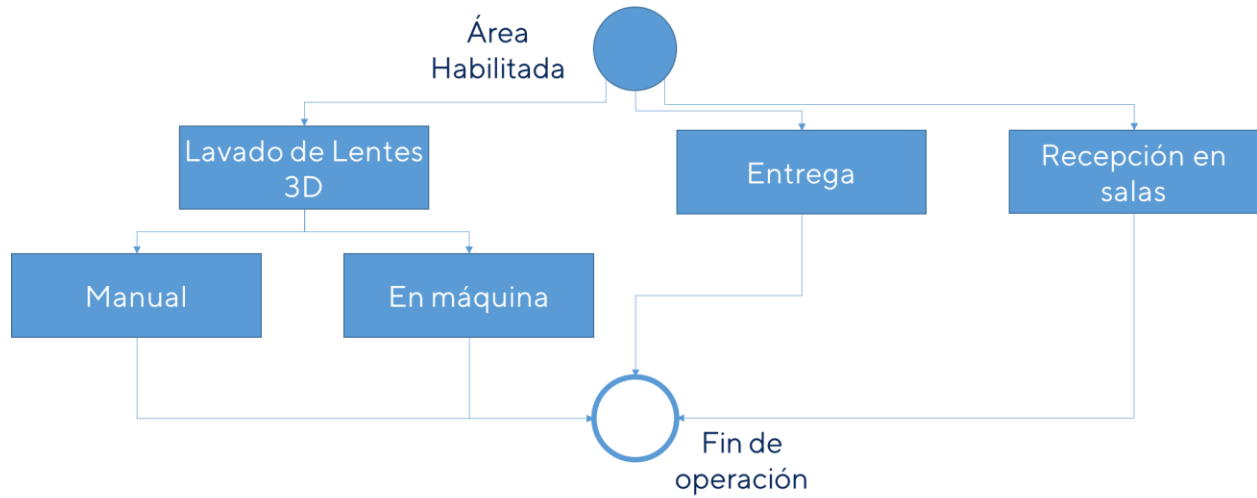 Área
Habilitada
Lavado de Lentes
3D
Entrega
Recepción en
salas
Manual
En máquina
Fin de
operación